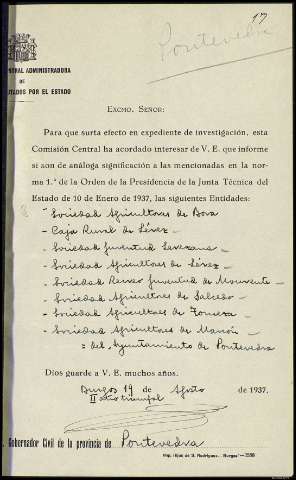 17
Pontevedra
TRAL ADMINISTRADORA
DE
UTADOS POR EL ESTADO
EXCMO. SEÑOR:
Para que surta efecto en expediente de investigación, esta
Comisión Central ha acordado interesar de V. E. que informe
si son de análoga significación a las mencionadas en la nor-
ma 1.ª de la Orden de la Presidencia de la Junta Técnica del
Estado de 10 de Enero de 1937, las siguientes Entidades:
Sociedad Agricultores de Bora
- Caja Rural de Lérez -
- Sociedad Juventud Lerezana -
- Sociedad Agricultores de Lérez -
- Sociedad Recreo Juventud de Mourente -
- Sociedad Agricultores de Salcedo -
- Sociedad Agricultores de Tomeza -
- Sociedad Agricultores de Marcón -
= del Ayuntamiento de Pontevedra
Dios guarde a V. E. muchos años.
Burgos 19 de Agosto de 1937.
II año triunfal
. Gobernador Civil de la provincia de Pontevedra
Imp. Hijos de S. Rodríguez.- Burgos